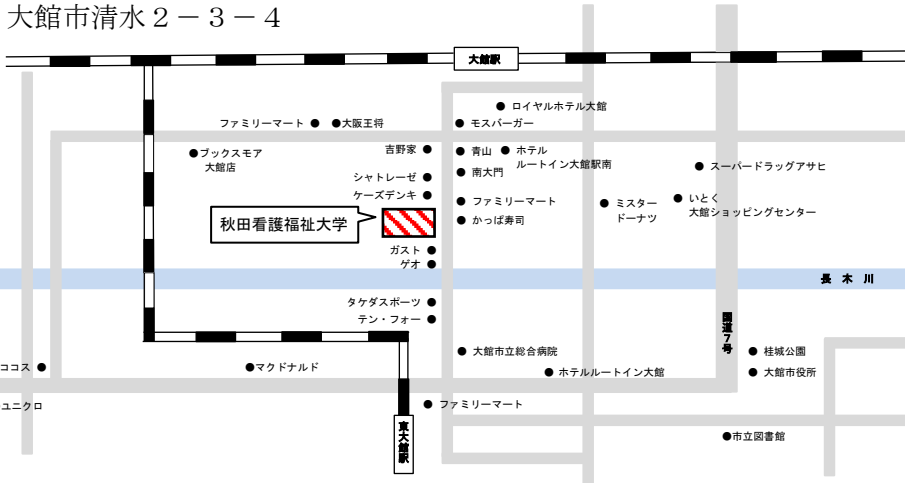 大館市清水２－３－４
大館駅
ロイヤルホテル大館
ファミリーマート
大阪王将
モスバーガー
ブックスモア
大館店
吉野家
青山
ホテル
ルートイン大館駅南
シャトレーゼ
南大門
スーパードラッグアサヒ
ケーズデンキ
ファミリーマート
ミスター
ドーナツ
いとく
大館ショッピングセンター
秋田看護福祉大学
かっぱ寿司
ガスト
ゲオ
長木川
タケダスポーツ
テン・フォー
国道７号
大館市立総合病院
桂城公園
ココス
マクドナルド
ホテルルートイン大館
大館市役所
ユニクロ
ファミリーマート
東大館駅
市立図書館